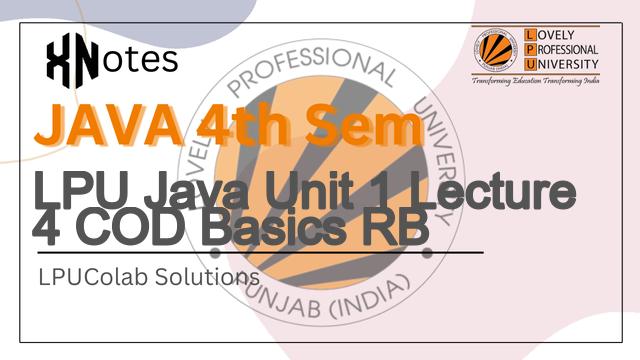 XNotes
LOVELY
PROFESSIONAL
UNIVERSITY
Transforming Education Transforming India
JAVA 4th Sem
LPU Java Unit 1 Lecture
4 COD Basics RB
LPUColab Solutions
LOVELY PROFESSIONAL UNIVERSITY
PUNJAB (INDIA)